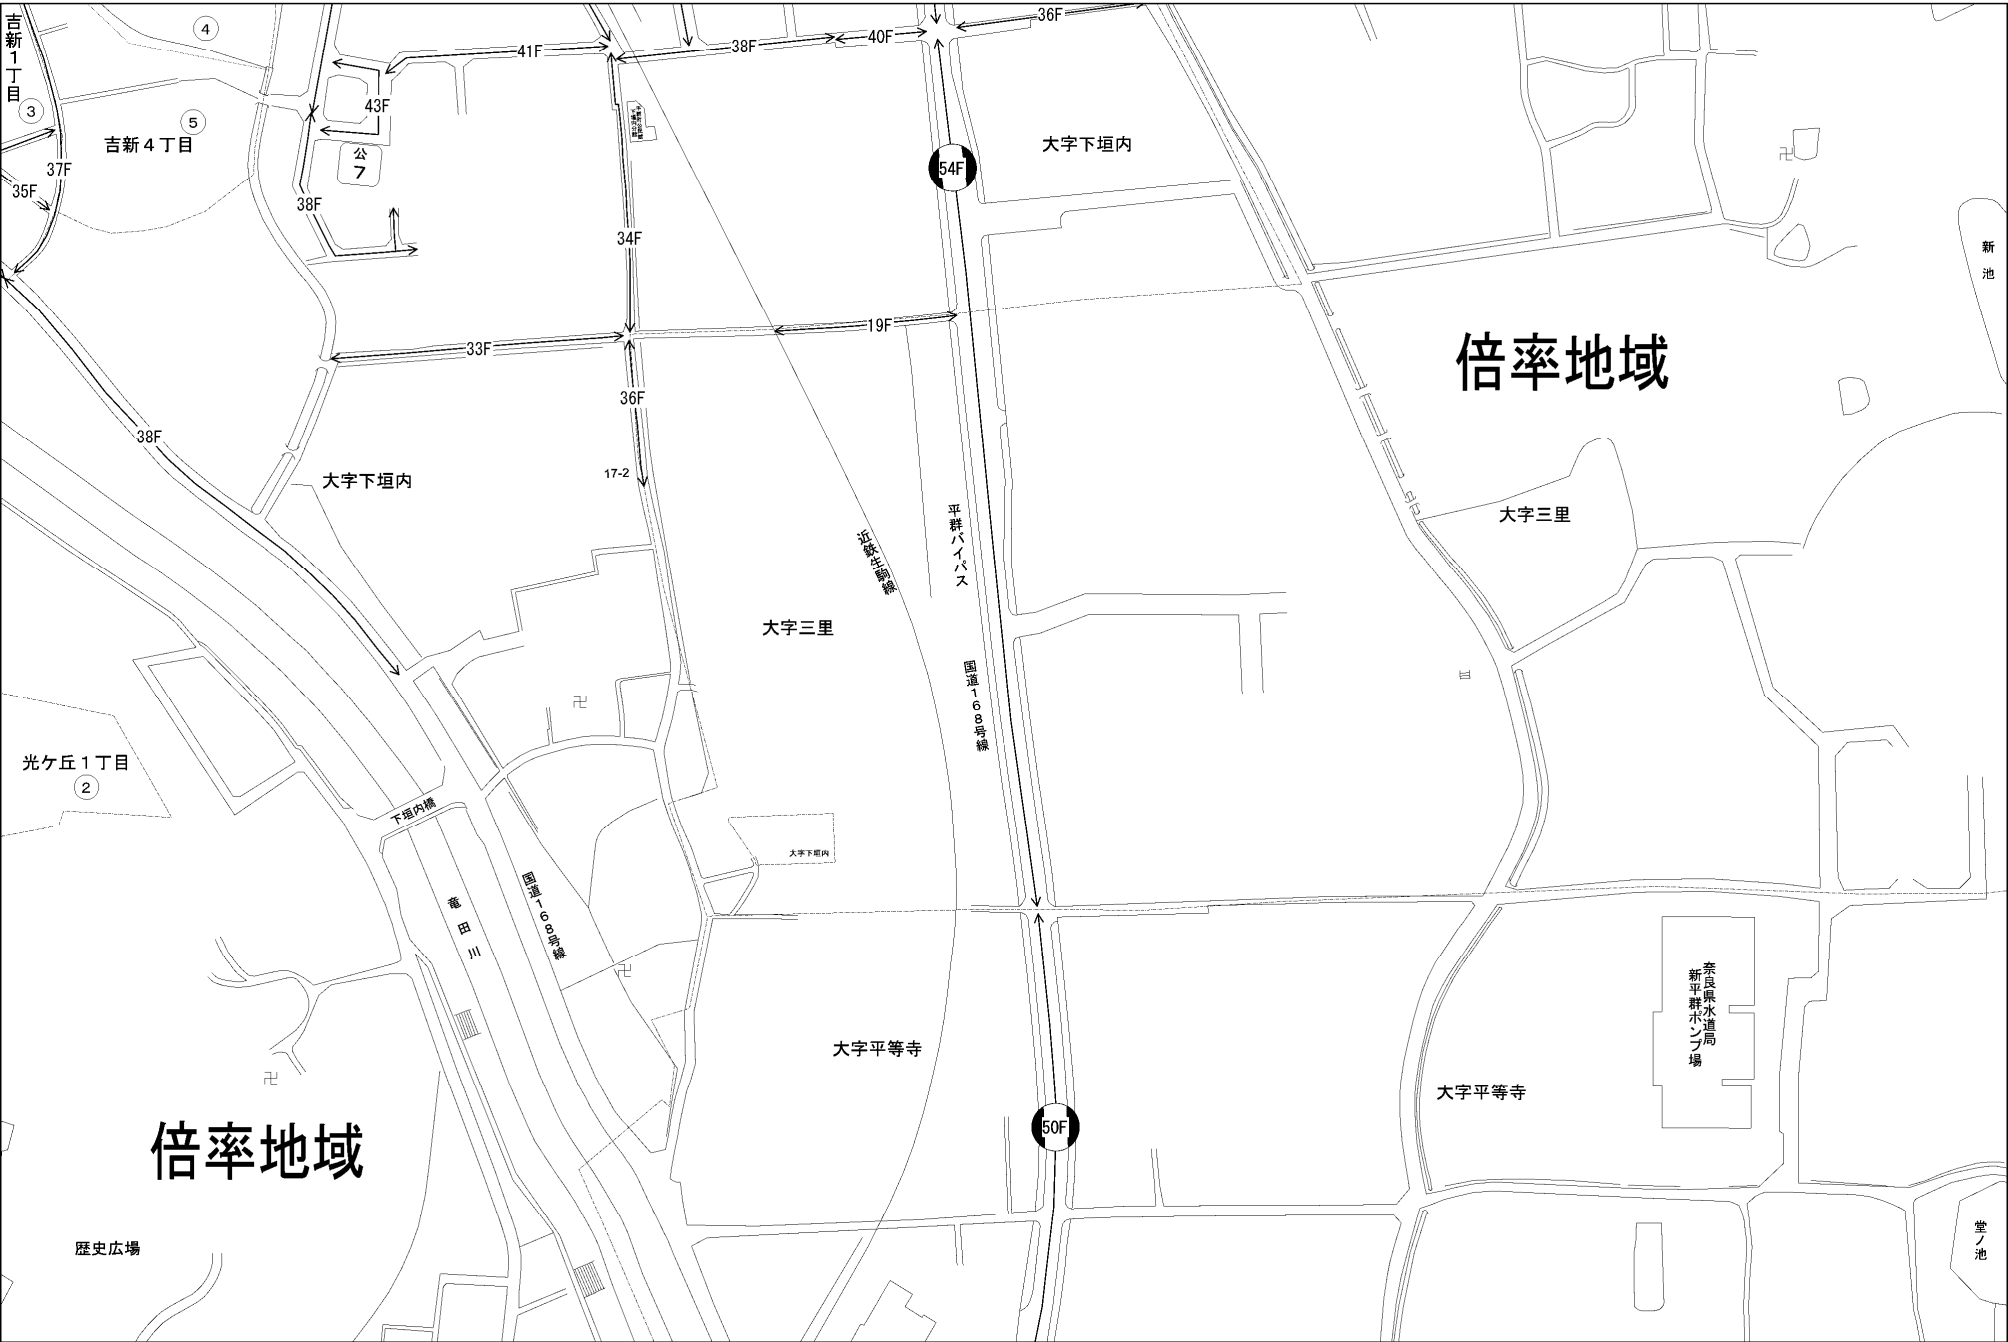 吉新1丁目
④
③
⑤
吉新4丁目
41F
38F
40F
36F
43F
公
7
37F
35F
38F
34F
54F
大字下垣内
新池
33F
19F
倍率地域
36F
38F
17-2
大字下垣内
大字三里
近鉄生駒線
平群バイパス
大字三里
国道168号線
光ケ丘1丁目
②
下垣内橋
大字下垣内
竜田川
国道168号線
奈良県水道局
新平群ポンプ場
大字平等寺
大字平等寺
50F
倍率地域
歴史広場
堂ノ池